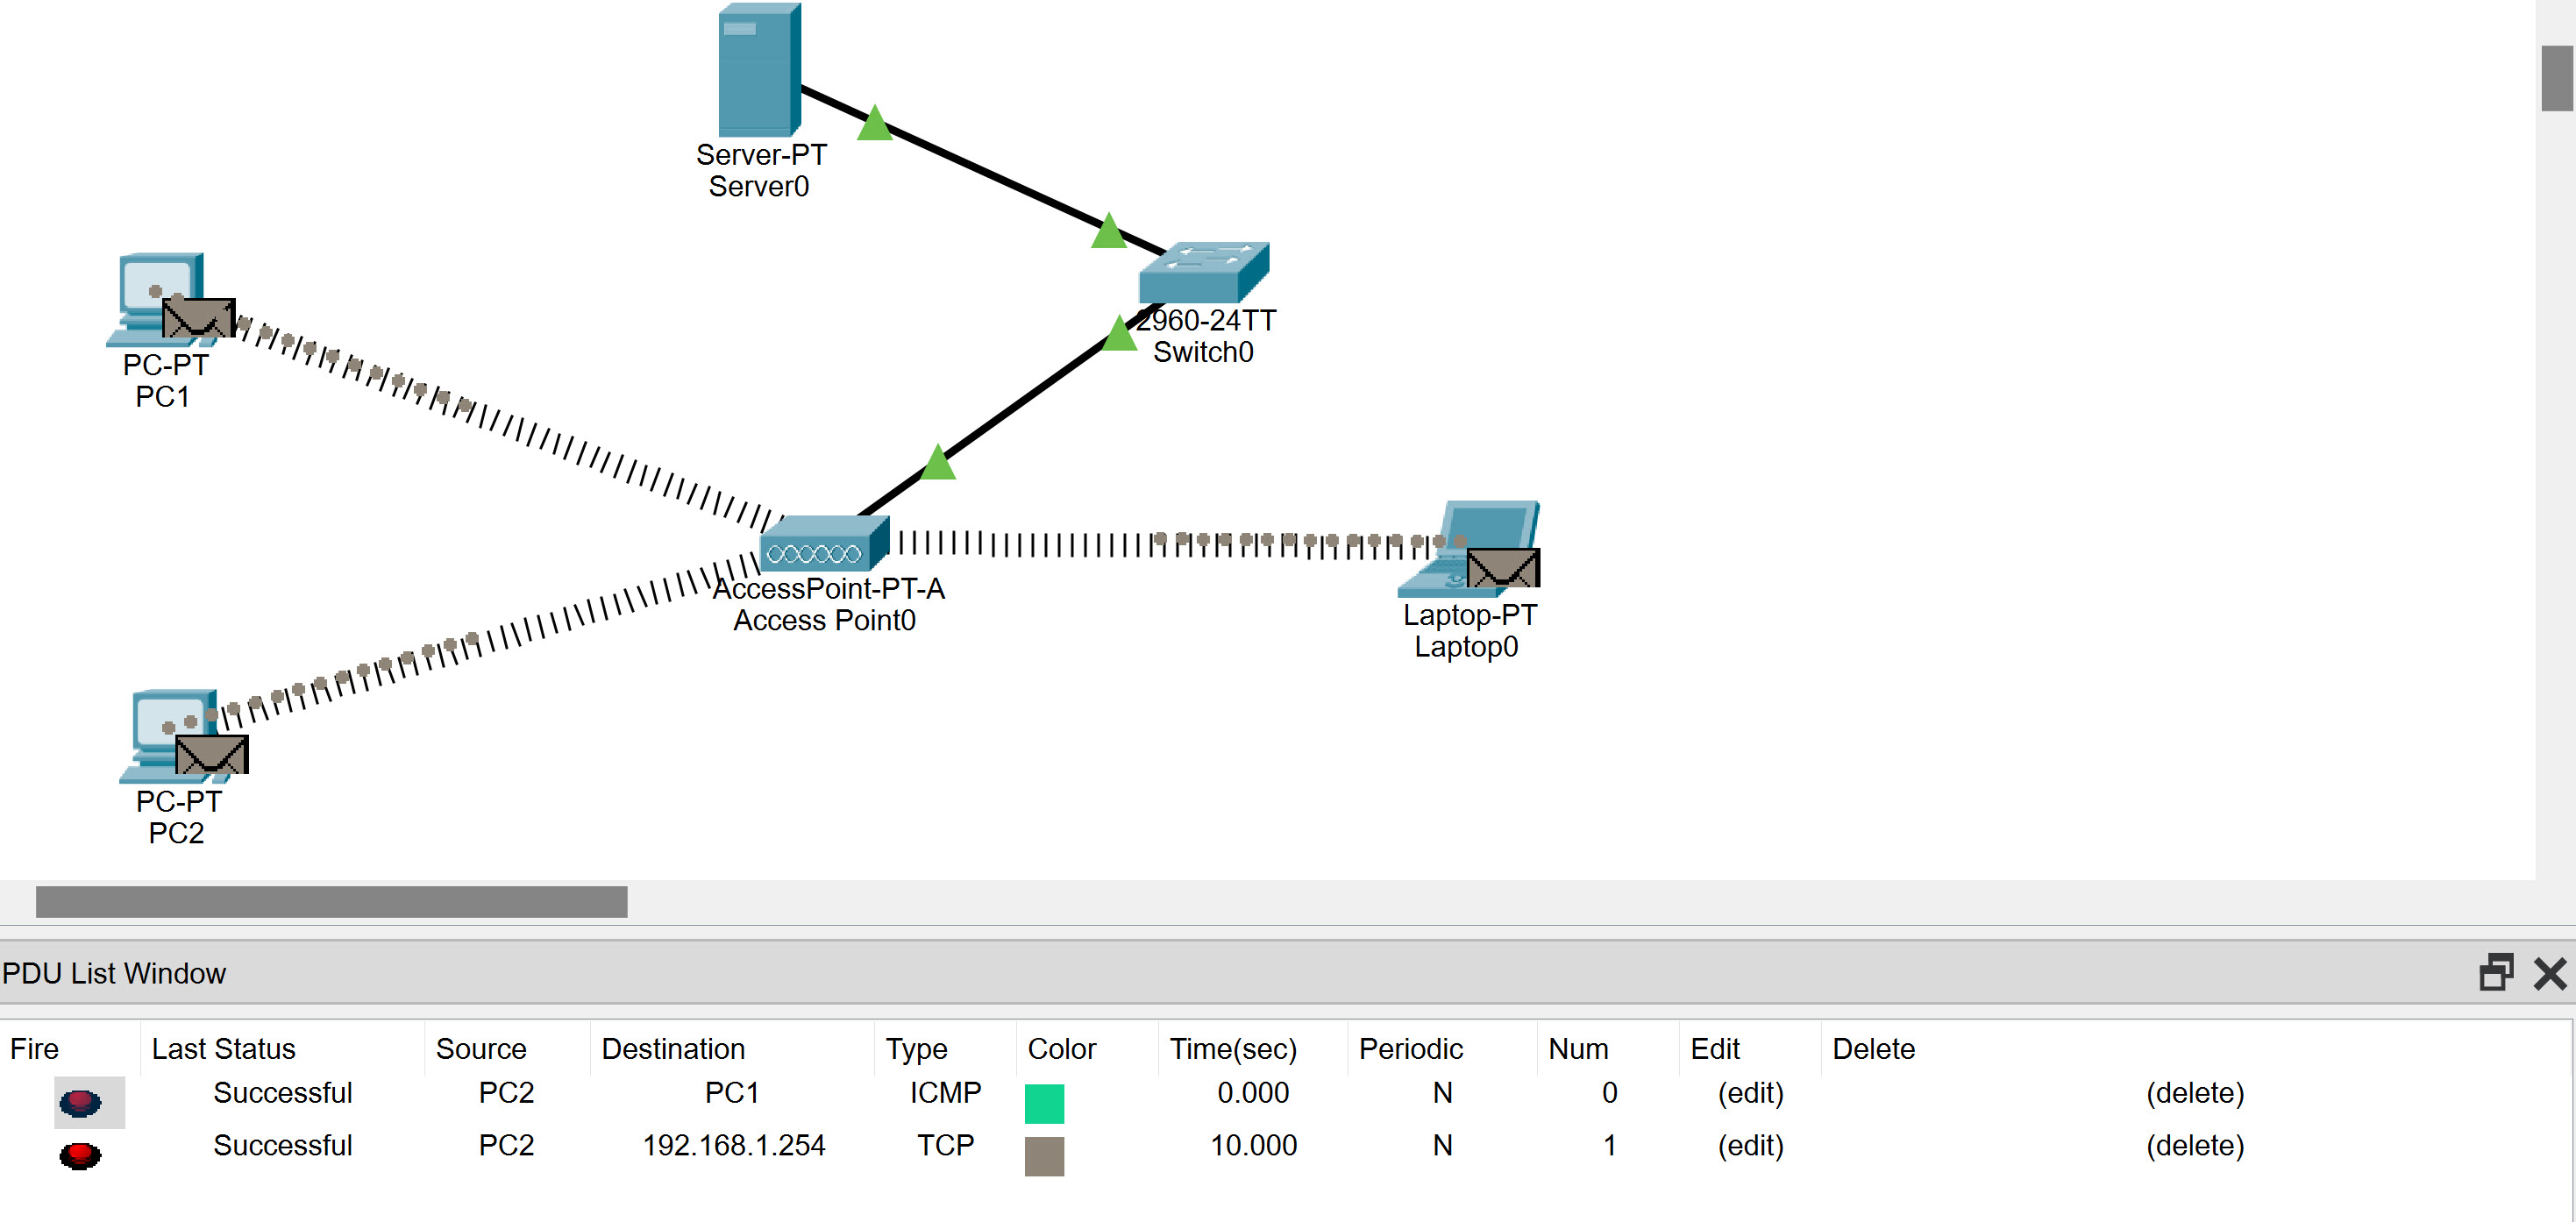 Server-PT
Server0
2960-24TT
Switch0
PC-PT
PC1
AccessPoint-PT-A
Access Point0
Laptop-PT
Laptop0
PC-PT
PC2
PDU List Window
Fire Last Status Source Destination Type Color Time(sec) Periodic Num Edit Delete
Successful PC2 PC1 ICMP 0.000 N 0 (edit) (delete)
Successful PC2 192.168.1.254 TCP 10.000 N 1 (edit) (delete)